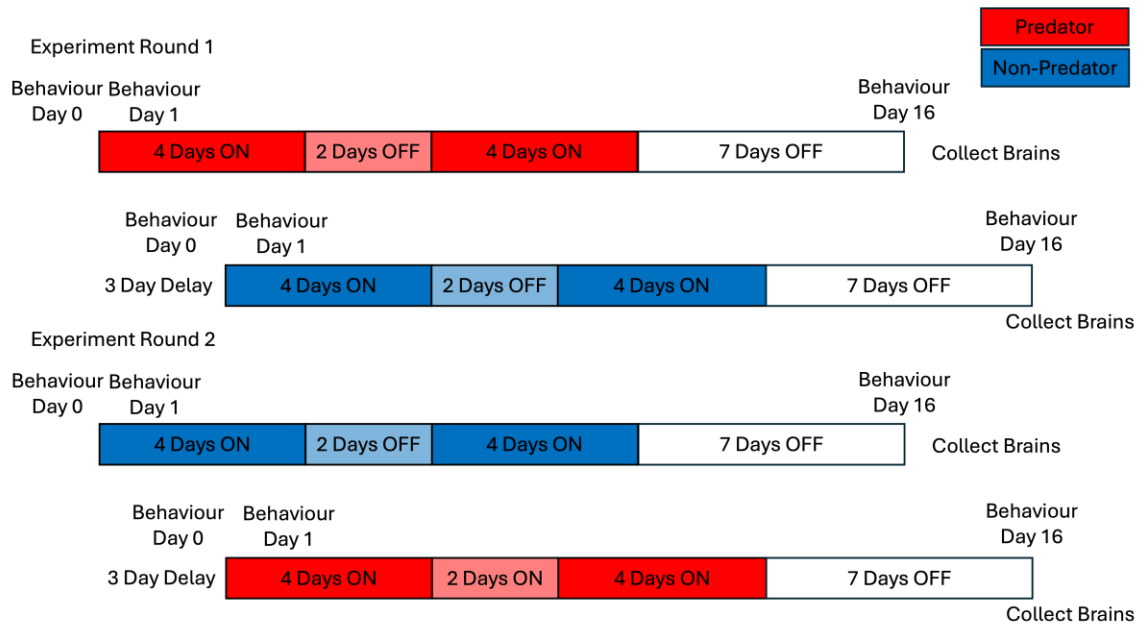 Predator
Experiment Round 1
Non-Predator
Behaviour Behaviour Behaviour
Day 0 Day 1 Day 16
4 Days ON 2 Days OFF 4 Days ON 7 Days OFF Collect Brains
Behaviour Behaviour Behaviour
Day 0 Day 1 Day 16
3 Day Delay 4 Days ON 2 Days OFF 4 Days ON 7 Days OFF
Collect Brains
Experiment Round 2
Behaviour Behaviour Behaviour
Day 0 Day 1 Day 16
4 Days ON 2 Days OFF 4 Days ON 7 Days OFF Collect Brains
Behaviour Behaviour Behaviour
Day 0 Day 1 Day 16
3 Day Delay 4 Days ON 2 Days ON 4 Days ON 7 Days OFF
Collect Brains